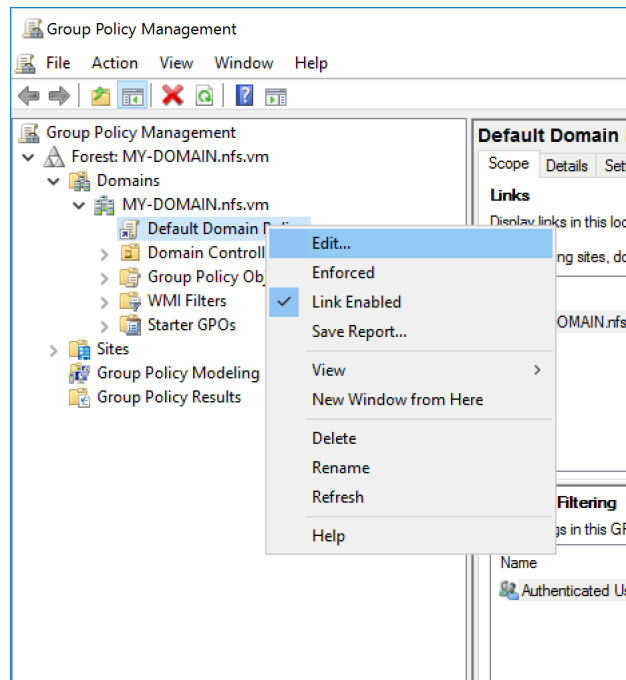 Group Policy Management
File Action View Window Help
Group Policy Management
Forest: MY-DOMAIN.nfs.vm
Domains
MY-DOMAIN.nfs.vm
Default Domain
Domain Controll
Group Policy Obj
WMI Filters
Starter GPOs
Sites
Group Policy Modeling
Group Policy Results
Edit...
Enforced
Link Enabled
Save Report...
View
New Window from Here
Delete
Rename
Refresh
Help
Default Domain
Scope Details Set
Links
Display links in this loc
ng sites, do
OMAIN.nfs
Filtering
gs in this GP
Name
Authenticated Us